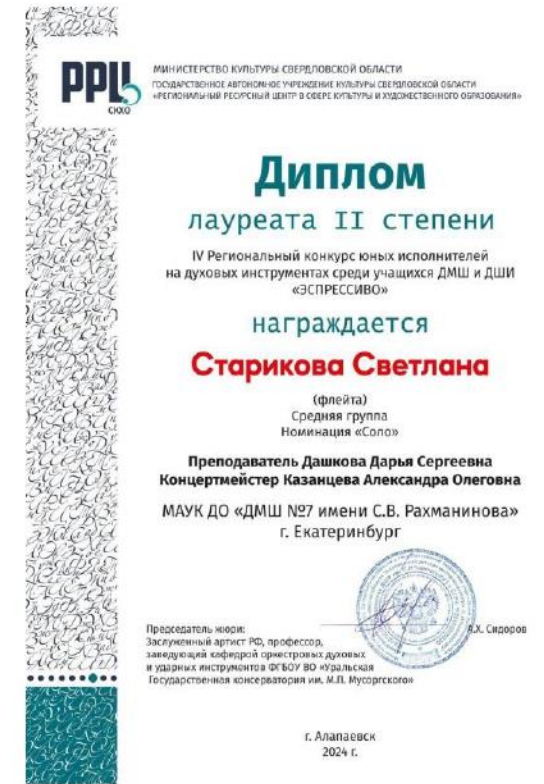 РРЦ
СКХО
МИНИСТЕРСТВО КУЛЬТУРЫ СВЕРДЛОВСКОЙ ОБЛАСТИ
ГОСУДАРСТВЕННОЕ АВТОНОМНОЕ УЧРЕЖДЕНИЕ КУЛЬТУРЫ СВЕРДЛОВСКОЙ ОБЛАСТИ
«РЕГИОНАЛЬНЫЙ РЕСУРСНЫЙ ЦЕНТР В СФЕРЕ КУЛЬТУРЫ И ХУДОЖЕСТВЕННОГО ОБРАЗОВАНИЯ»
Диплом
лауреата II степени
IV Региональный конкурс юных исполнителей
на духовых инструментах среди учащихся ДМШ и ДШИ
«ЭСПРЕССИВО»
награждается
Старикова Светлана
(флейта)
Средняя группа
Номинация «Соло»
Преподаватель Дашкова Дарья Сергеевна
Концертмейстер Казанцева Александра Олеговна
МАУК ДО «ДМШ №7 имени С.В. Рахманинова»
г. Екатеринбург
Председатель жюри:
Заслуженный артист РФ, профессор,
заведующий кафедрой оркестровых духовых
и ударных инструментов ФГБОУ ВО «Уральская
Государственная консерватория им. М.П. Мусоргского»
А.Х. Сидоров
г. Алапаевск
2024 г.